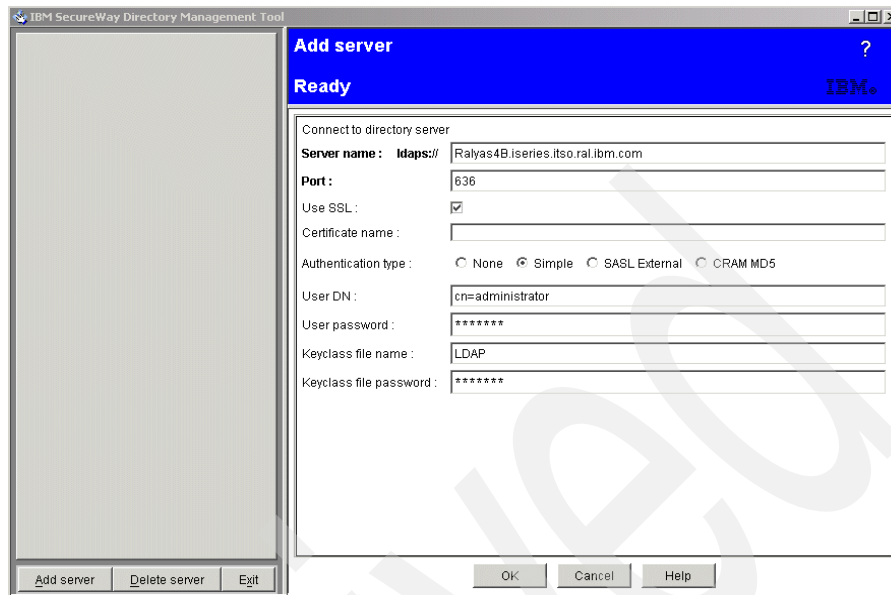 IBM SecureWay Directory Management Tool
Add server ?
Ready IBM
Connect to directory server
Server name : ldaps:// Ralyas4B.iseries.itso.ral.ibm.com
Port : 636
Use SSL :
Certificate name :
Authentication type : None Simple SASL External CRAM MD5
User DN : cn=administrator
User password : *******
Keyclass file name : LDAP
Keyclass file password : *******
Add server Delete server Exit OK Cancel Help